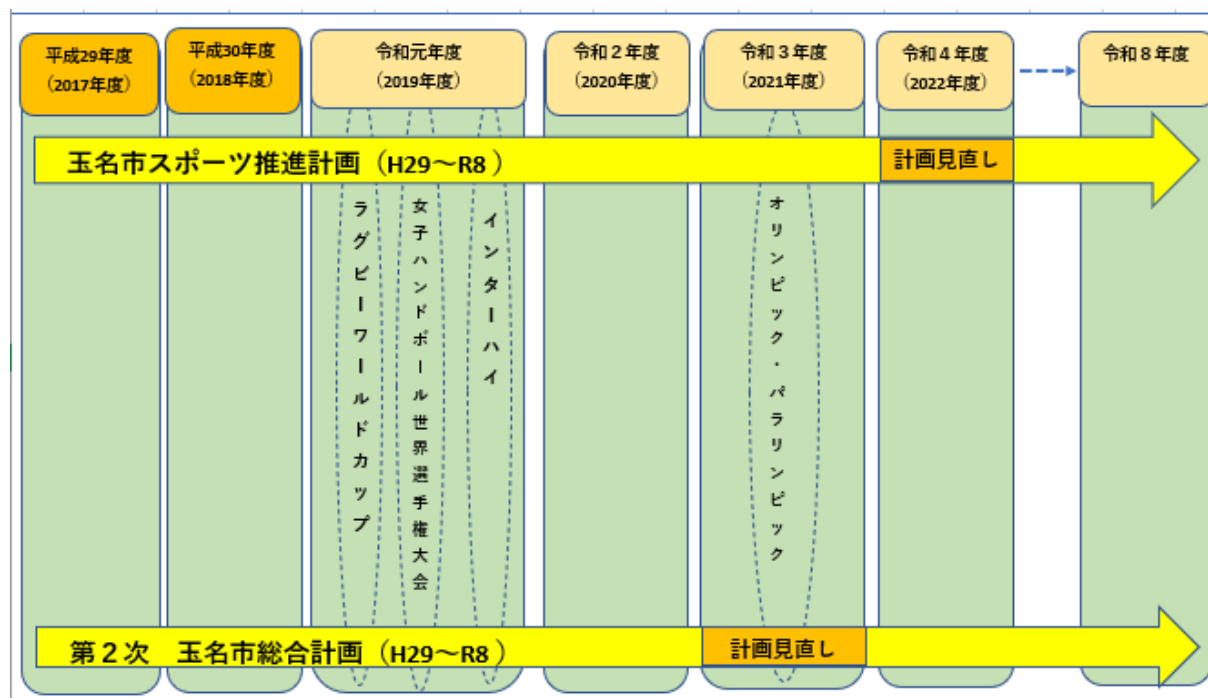 平成29年度
（2017年度）
平成30年度
（2018年度）
令和元年度
（2019年度）
令和２年度
（2020年度）
令和３年度
（2021年度）
令和４年度
（2022年度）
令和８年度
玉名市スポーツ推進計画（H29～R8 ）
計画見直し
ラグビーワールドカップ
女子ハンドボール世界選手権大会
インターハイ
オリンピック・パラリンピック
第２次　玉名市総合計画（H29～R8 ）
計画見直し